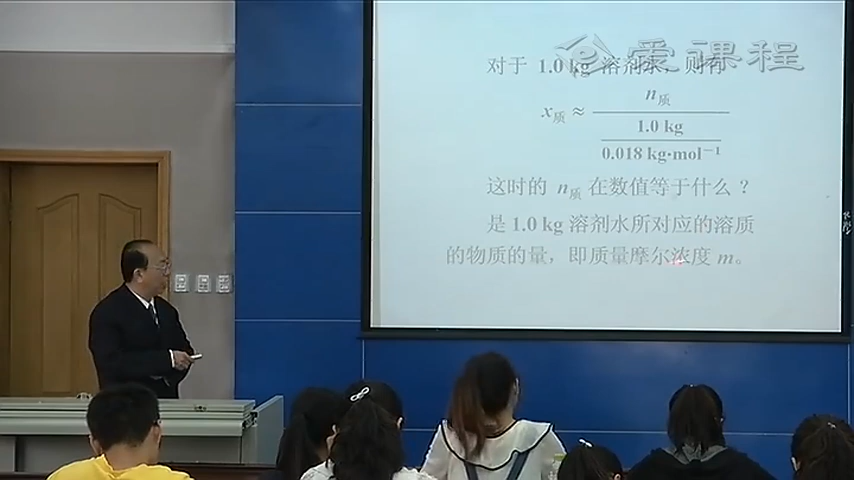 爱课程
对于 1.0 kg 溶剂水，则有
x质 ≈ n质 / (1.0 kg / 0.018 kg·mol⁻¹)
这时的 n质 在数值等于什么？
是 1.0 kg 溶剂水所对应的溶质
的物质的量，即质量摩尔浓度 m。